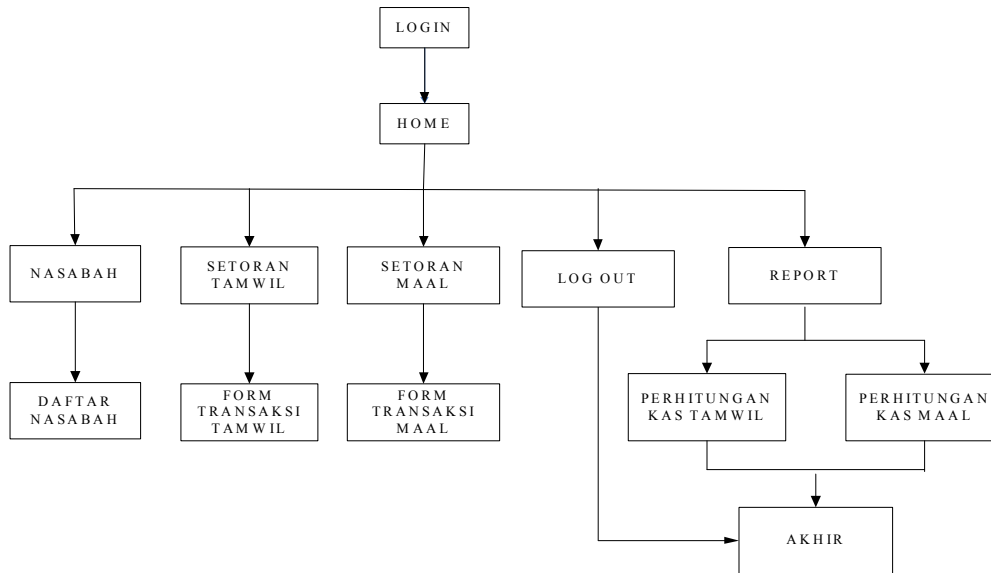 LOGIN
HOME
NASABAH
SETORAN
TAMWIL
SETORAN
MAAL
LOG OUT
REPORT
DAFTAR
NASABAH
FORM
TRANSAKSI
TAMWIL
FORM
TRANSAKSI
MAAL
PERHITUNGAN
KAS TAMWIL
PERHITUNGAN
KAS MAAL
AKHIR